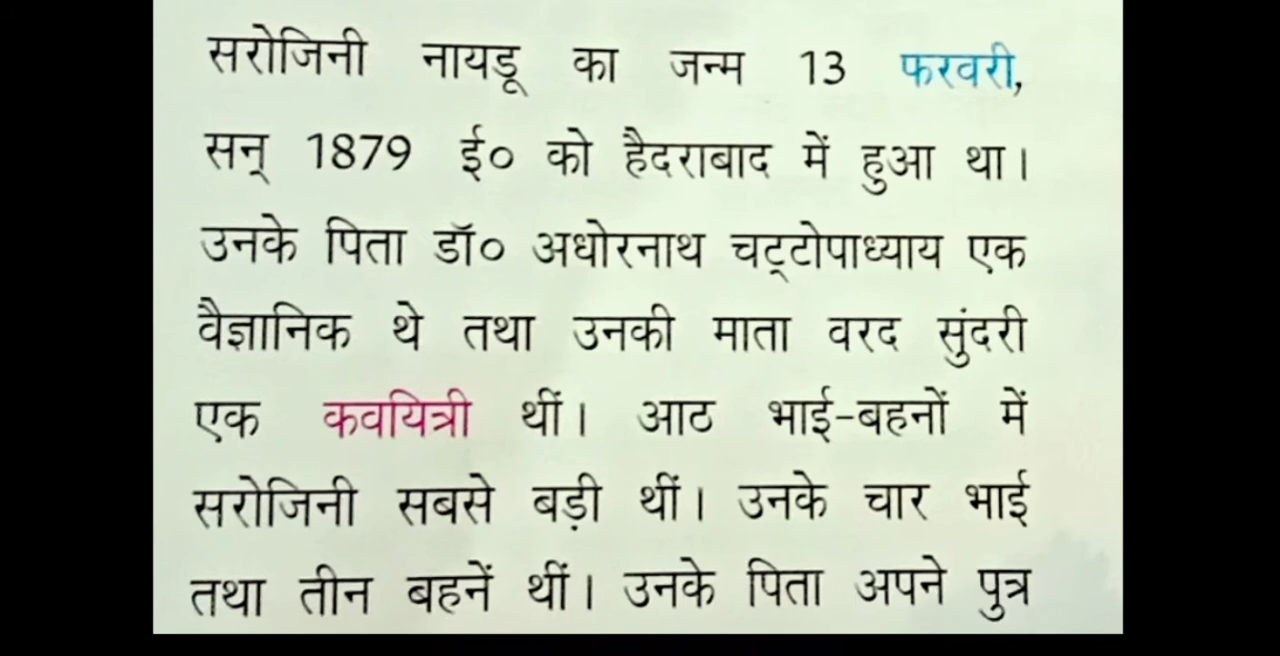 सरोजिनी नायडू का जन्म 13 फरवरी,
सन् 1879 ई० को हैदराबाद में हुआ था।
उनके पिता डॉ० अधोरनाथ चट्टोपाध्याय एक
वैज्ञानिक थे तथा उनकी माता वरद सुंदरी
एक कवयित्री थीं। आठ भाई-बहनों में
सरोजिनी सबसे बड़ी थीं। उनके चार भाई
तथा तीन बहनें थीं। उनके पिता अपने पुत्र